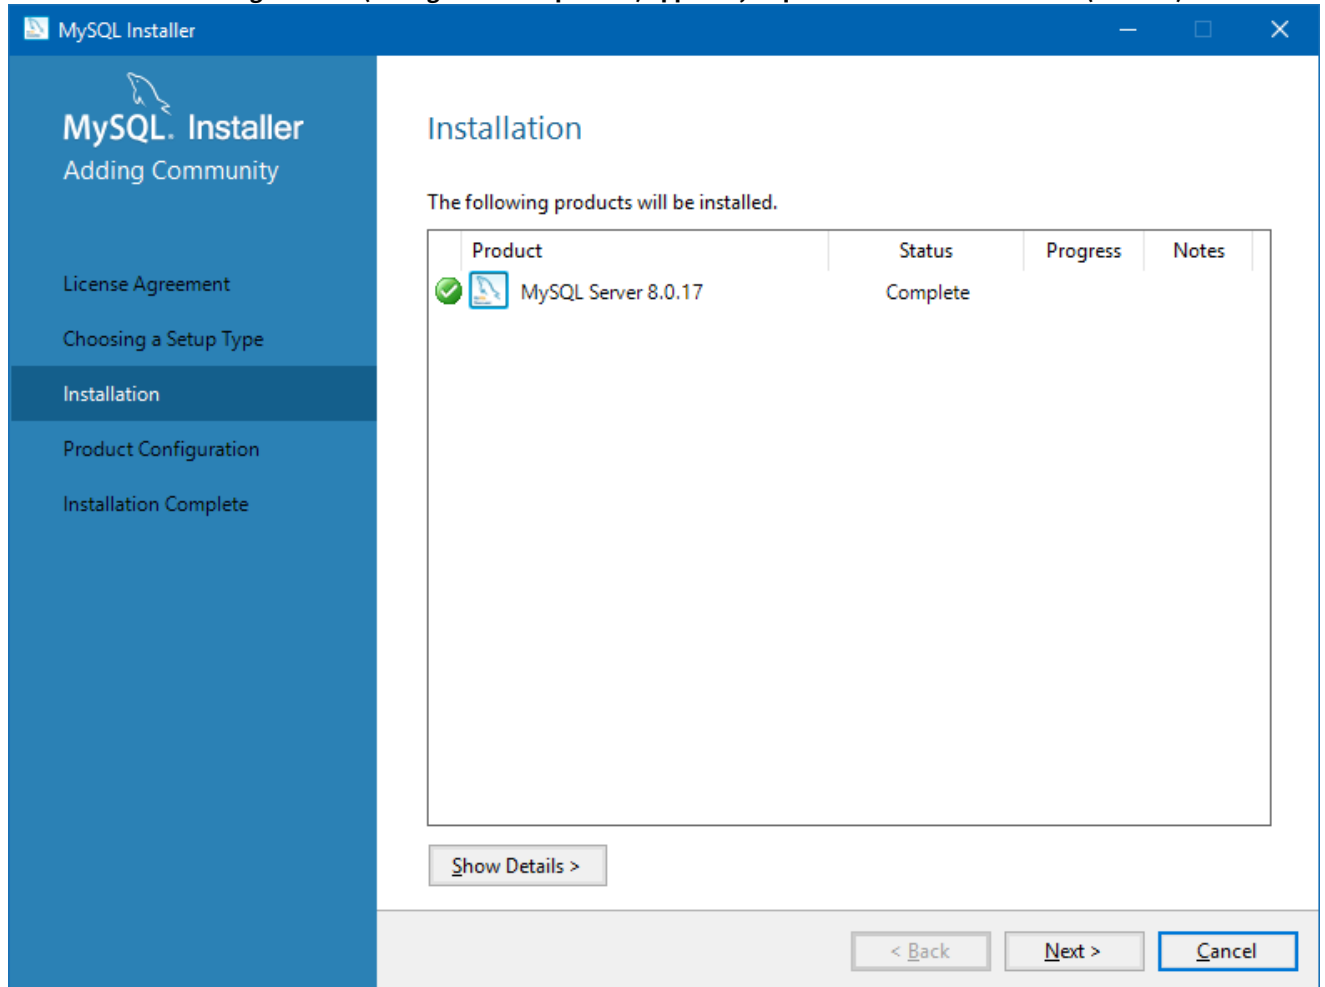 MySQL Installer
MySQL. Installer
Adding Community
License Agreement
Choosing a Setup Type
Installation
Product Configuration
Installation Complete
Installation
The following products will be installed.
Product Status Progress Notes
MySQL Server 8.0.17 Complete
Show Details >
< Back Next > Cancel